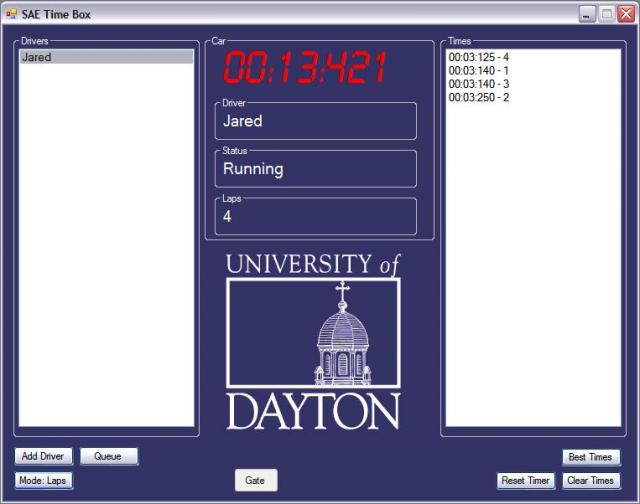 SAE Time Box
Drivers
Jared
Car
00:13:421
Driver
Jared
Status
Running
Laps
4
UNIVERSITY of
DAYTON
Times
00:03:125 - 4
00:03:140 - 1
00:03:140 - 3
00:03:250 - 2
Add Driver
Queue
Mode: Laps
Gate
Best Times
Reset Timer
Clear Times